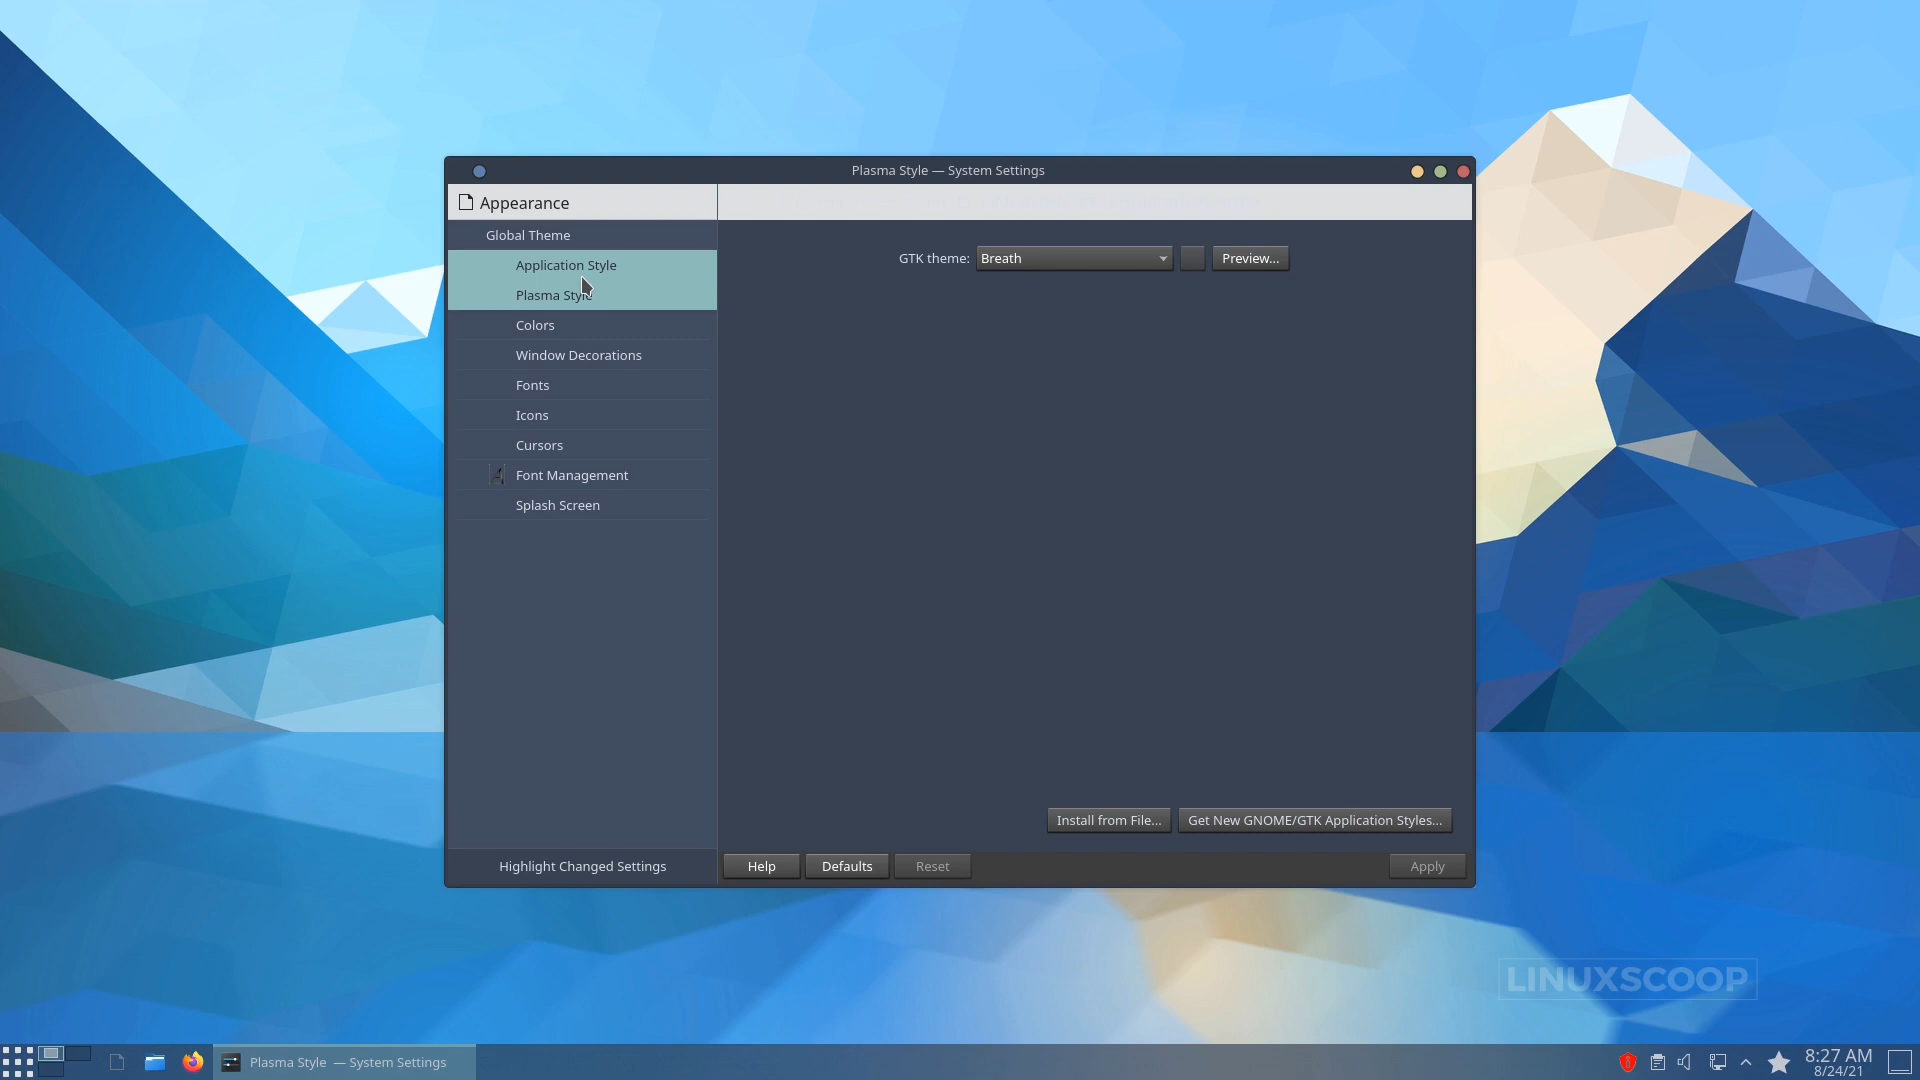 Plasma Style — System Settings
Appearance
Global Theme
Application Style
Plasma Style
Colors
Window Decorations
Fonts
Icons
Cursors
Font Management
Splash Screen
Highlight Changed Settings
GTK theme: Breath Preview...
Install from File... Get New GNOME/GTK Application Styles...
Help Defaults Reset Apply
LINUXSCOOP
Plasma Style — System Settings
8:27 AM
8/24/21